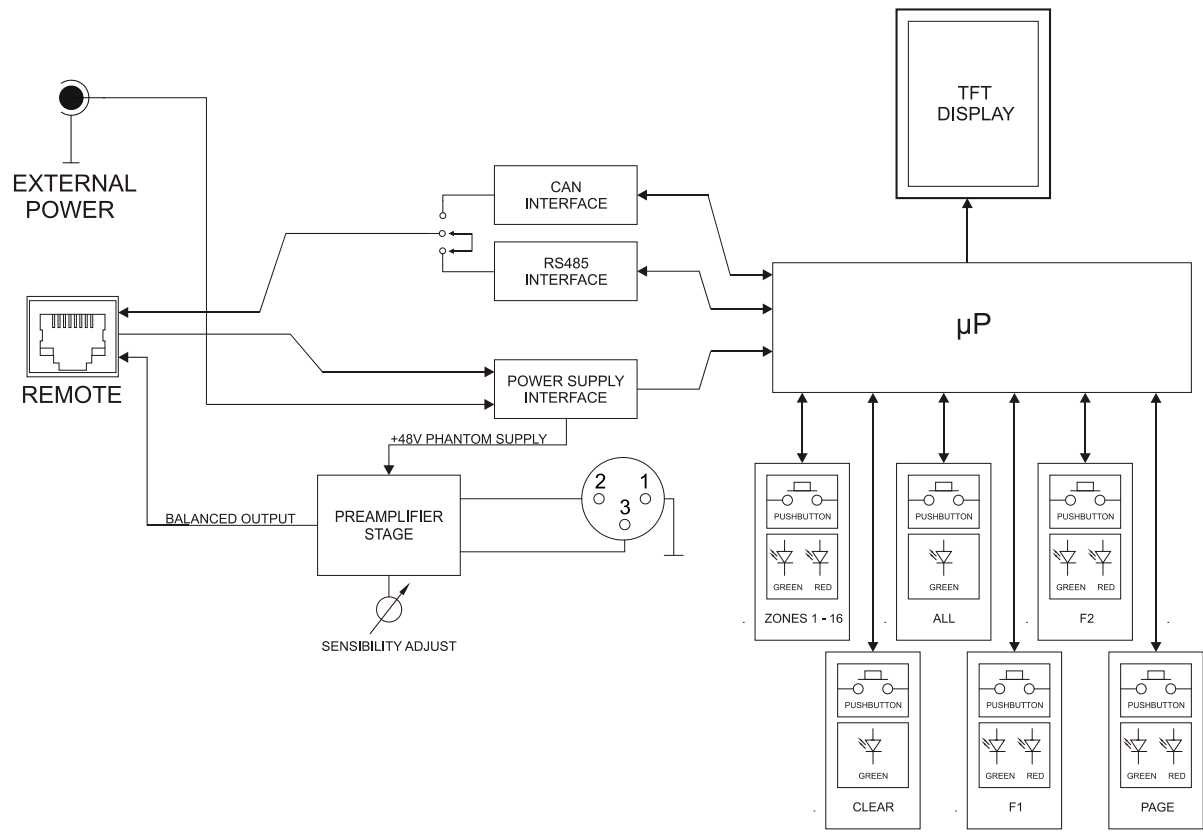 TFT
DISPLAY
EXTERNAL
POWER
CAN
INTERFACE
RS485
INTERFACE
µP
REMOTE
POWER SUPPLY
INTERFACE
+48V PHANTOM SUPPLY
BALANCED OUTPUT
PREAMPLIFIER
STAGE
2 1
3
SENSIBILITY ADJUST
PUSHBUTTON
GREEN RED
ZONES 1 - 16
PUSHBUTTON
GREEN
ALL
PUSHBUTTON
GREEN RED
F2
PUSHBUTTON
GREEN
CLEAR
PUSHBUTTON
GREEN RED
F1
PUSHBUTTON
GREEN RED
PAGE